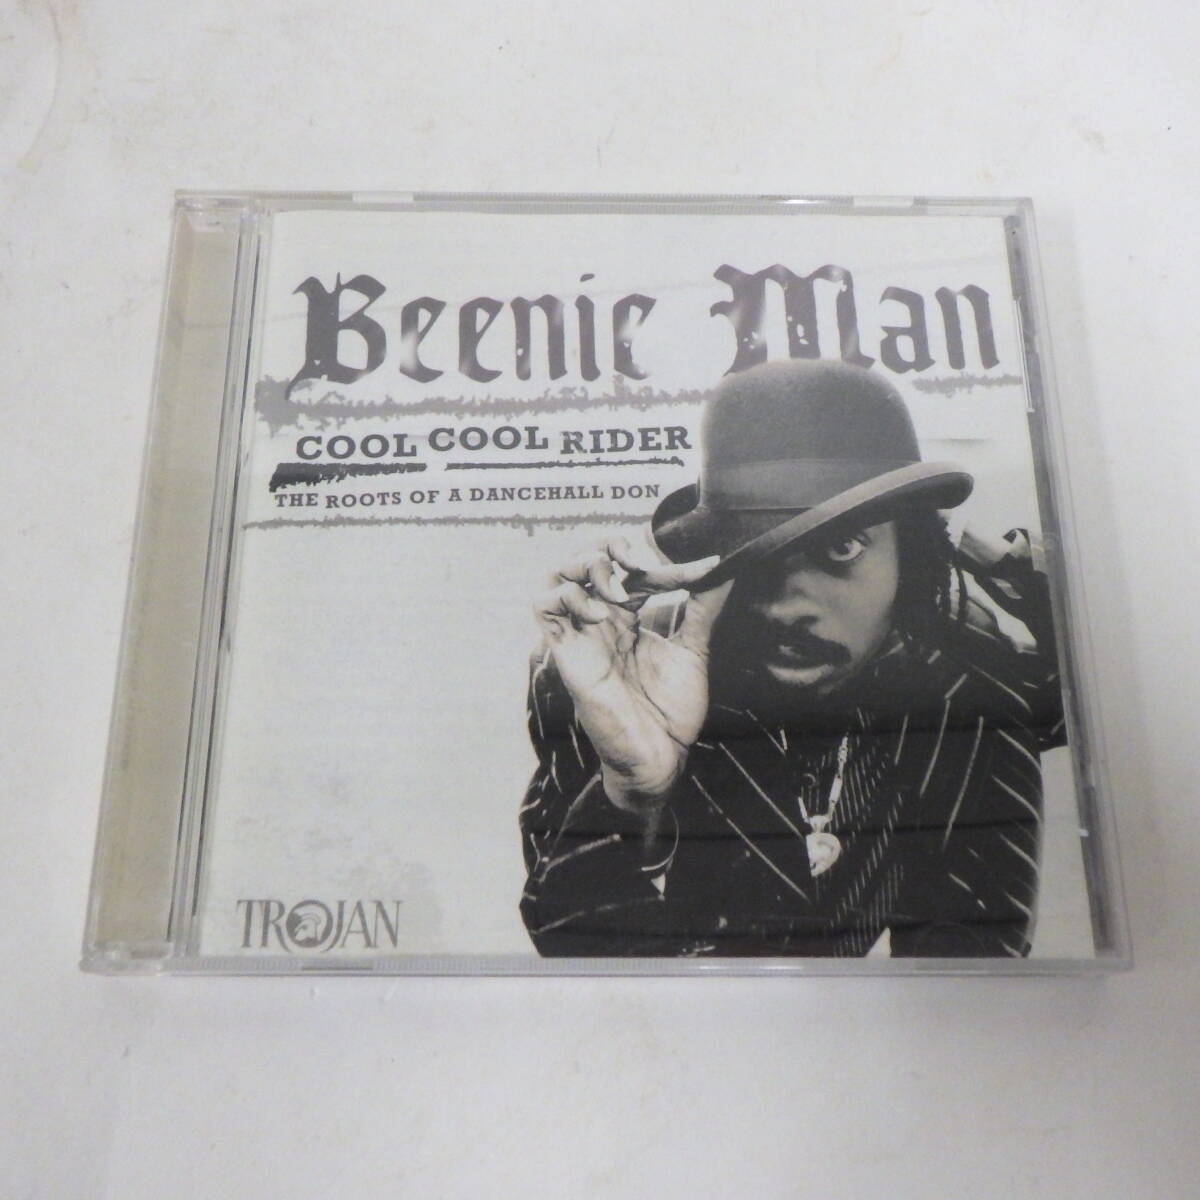 Beenie Man
COOL COOL RIDER
THE ROOTS OF A DANCEHALL DON
TROJAN